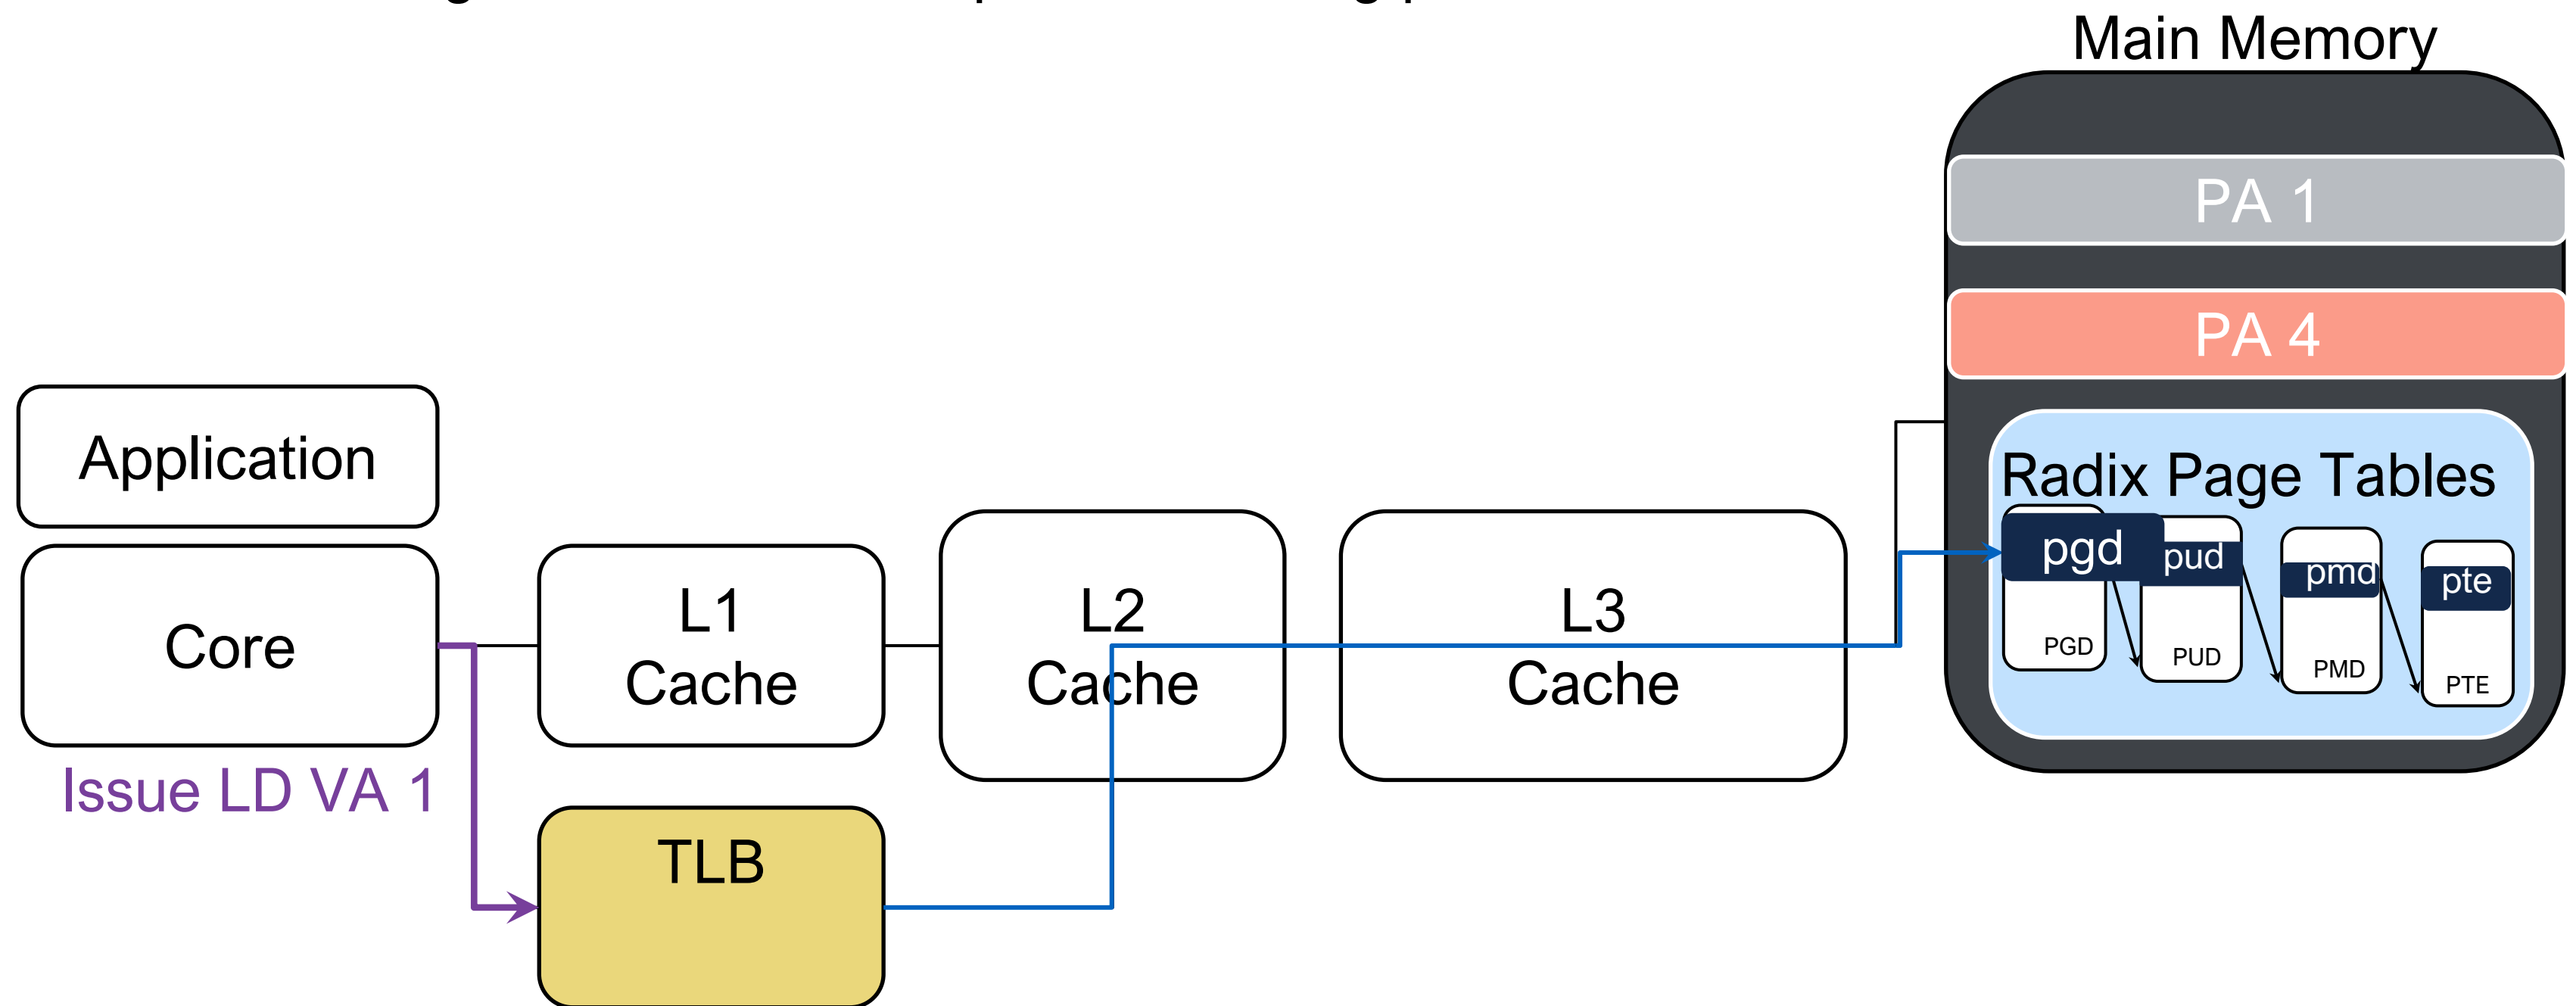 Main Memory
PA 1
PA 4
Application
Radix Page Tables
pgd
pud
pmd
pte
Core
L1
Cache
L2
Cache
L3
Cache
PGD
PUD
PMD
PTE
Issue LD VA 1
TLB